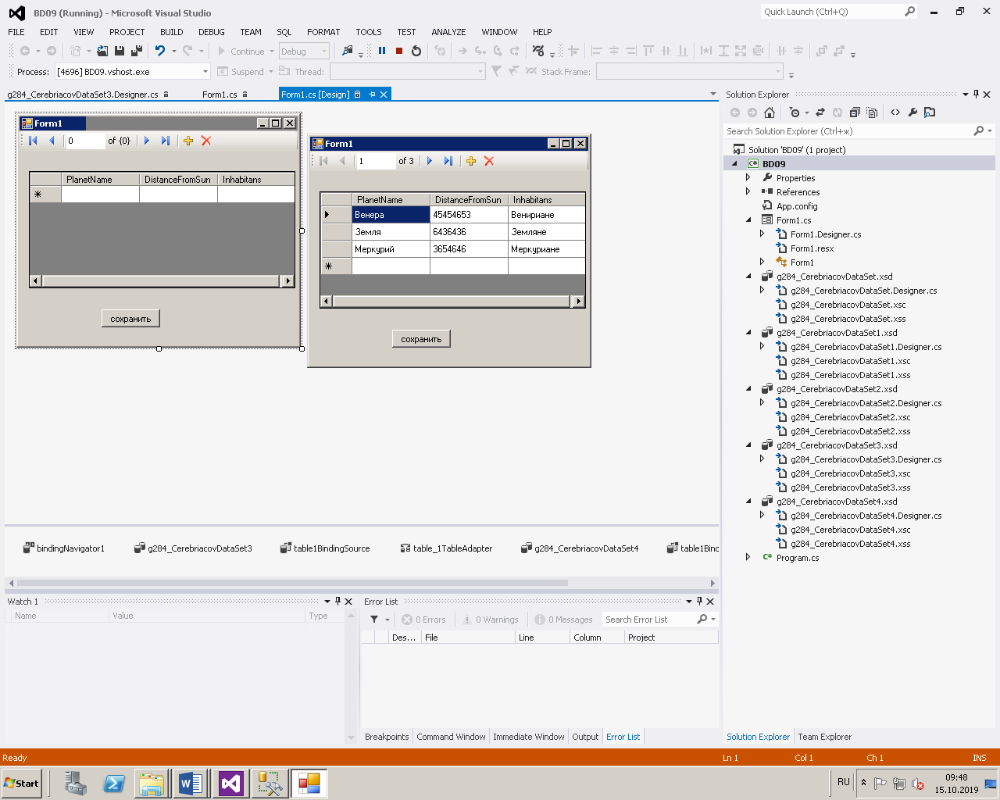 BD09 (Running) - Microsoft Visual Studio
Quick Launch (Ctrl+Q)
FILE EDIT VIEW PROJECT BUILD DEBUG TEAM SQL FORMAT TOOLS TEST ANALYZE WINDOW HELP
Continue Debug
Process: [4696] BD09.vshost.exe Suspend Thread: Stack Frame:
g284_CerebriacovDataSet3.Designer.cs Form1.cs Form1.cs [Design]
Form1
0 of {0}
PlanetName DistanceFromSun Inhabitans
сохранить
Form1
1 of 3
PlanetName DistanceFromSun Inhabitans
Венера 45454653 Венириане
Земля 6436436 Земляне
Меркурий 3654646 Меркуриане
сохранить
bindingNavigator1 g284_CerebriacovDataSet3 table1BindingSource table_1TableAdapter g284_CerebriacovDataSet4 table1Binc
Watch 1
Name Value Type
Error List
0 Errors 0 Warnings 0 Messages Search Error List
Des... File Line Column Project
Breakpoints Command Window Immediate Window Output Error List
Solution Explorer
Search Solution Explorer (Ctrl+ж)
Solution 'BD09' (1 project)
BD09
Properties
References
App.config
Form1.cs
Form1.Designer.cs
Form1.resx
Form1
g284_CerebriacovDataSet.xsd
g284_CerebriacovDataSet.Designer.cs
g284_CerebriacovDataSet.xsc
g284_CerebriacovDataSet.xss
g284_CerebriacovDataSet1.xsd
g284_CerebriacovDataSet1.Designer.cs
g284_CerebriacovDataSet1.xsc
g284_CerebriacovDataSet1.xss
g284_CerebriacovDataSet2.xsd
g284_CerebriacovDataSet2.Designer.cs
g284_CerebriacovDataSet2.xsc
g284_CerebriacovDataSet2.xss
g284_CerebriacovDataSet3.xsd
g284_CerebriacovDataSet3.Designer.cs
g284_CerebriacovDataSet3.xsc
g284_CerebriacovDataSet3.xss
g284_CerebriacovDataSet4.xsd
g284_CerebriacovDataSet4.Designer.cs
g284_CerebriacovDataSet4.xsc
g284_CerebriacovDataSet4.xss
C# Program.cs
Solution Explorer Team Explorer
Ready Ln 1 Col 1 Ch 1 INS
Start RU 09:48
15.10.2019